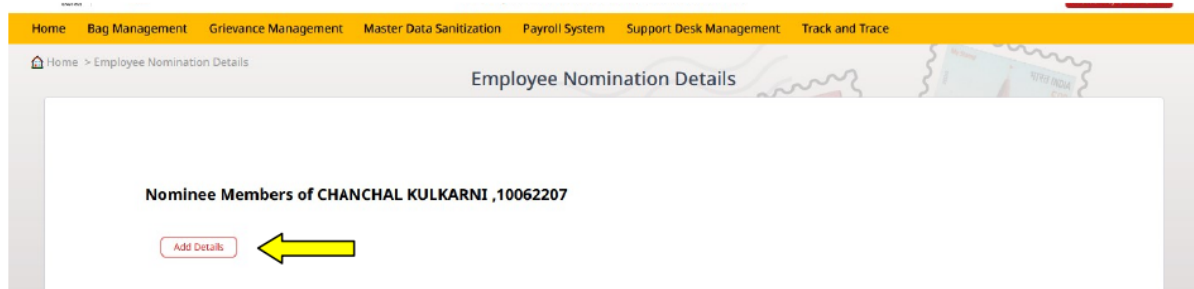 Home Bag Management Grievance Management Master Data Sanitization Payroll System Support Desk Management Track and Trace
Home > Employee Nomination Details
Employee Nomination Details
Nominee Members of CHANCHAL KULKARNI ,10062207
Add Details